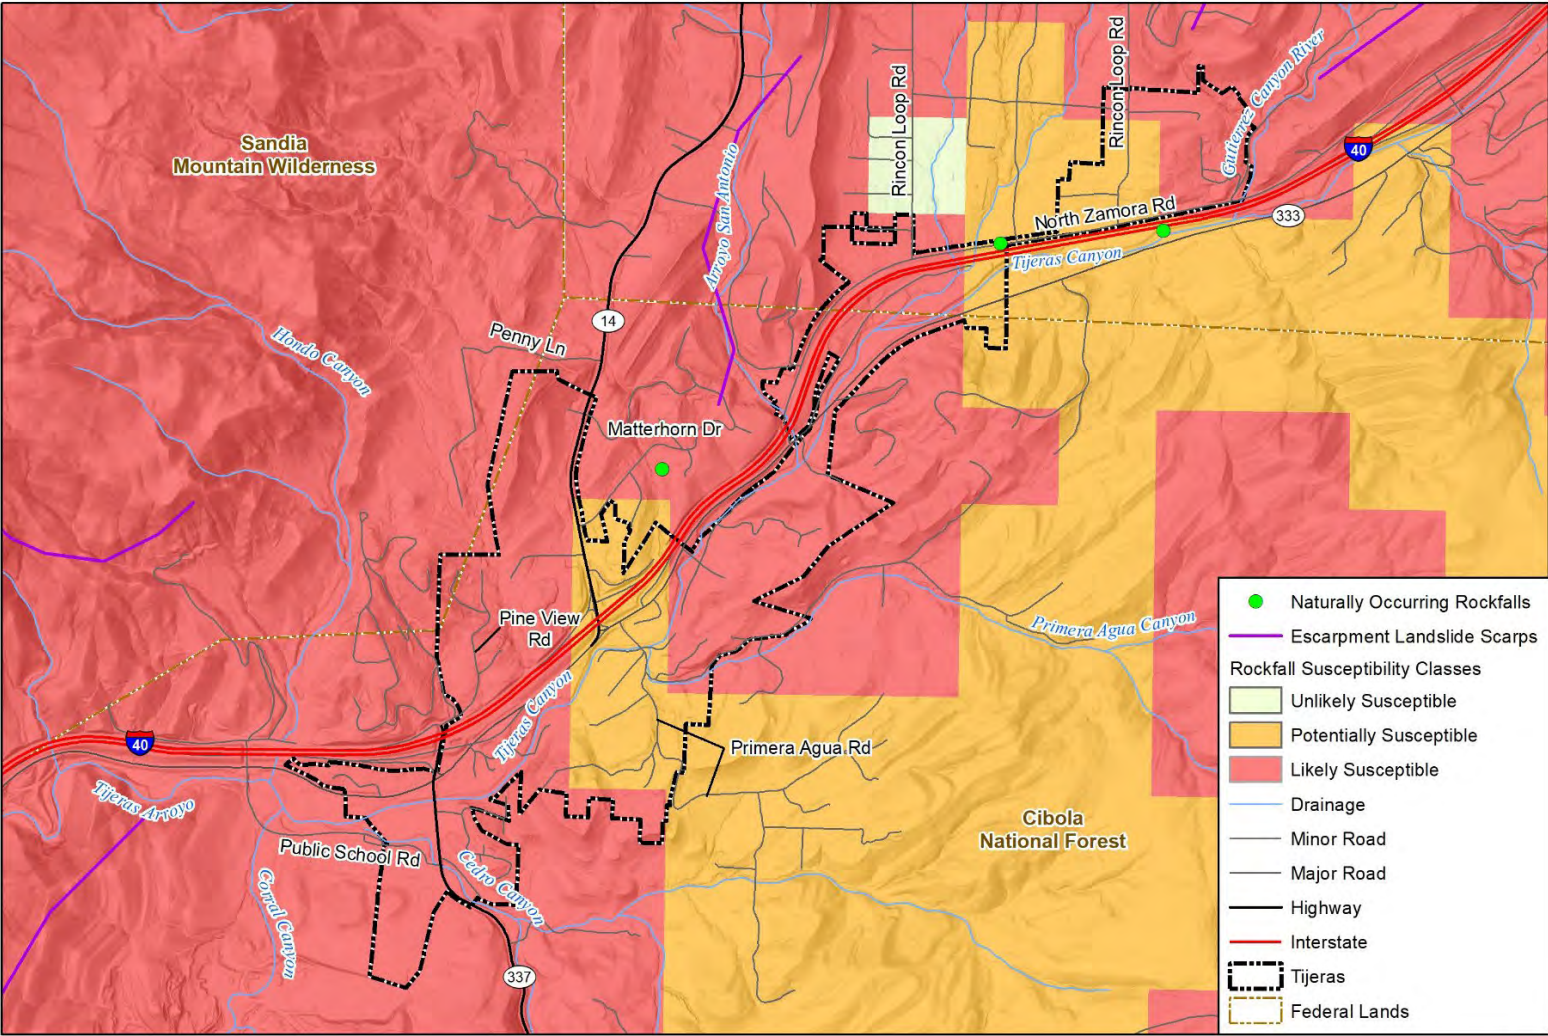 Sandia
Mountain Wilderness
Rincon Loop Rd
Rincon Loop Rd
Gutierrez Canyon River
40
Arroyo San Antonio
North Zamora Rd
333
Tijeras Canyon
14
Penny Ln
Hondo Canyon
Matterhorn Dr
Pine View
Rd
Primera Agua Canyon
Tijeras Canyon
40
Primera Agua Rd
Tijeras Arroyo
Cibola
National Forest
Public School Rd
Cedro Canyon
Corral Canyon
337
Naturally Occurring Rockfalls
Escarpment Landslide Scarps
Rockfall Susceptibility Classes
Unlikely Susceptible
Potentially Susceptible
Likely Susceptible
Drainage
Minor Road
Major Road
Highway
Interstate
Tijeras
Federal Lands